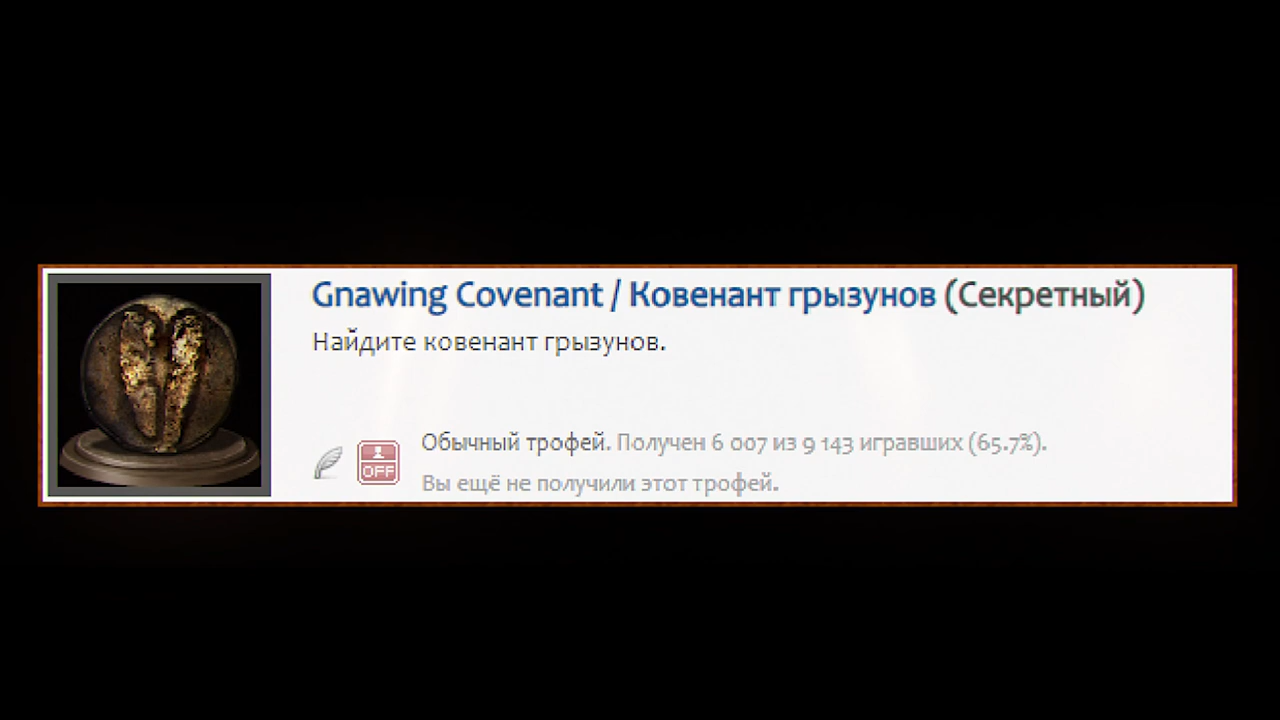 Gnawing Covenant / Ковенант грызунов (Секретный)
Найдите ковенант грызунов.
Обычный трофей. Получен 6 007 из 9 143 игравших (65.7%).
OFF
Вы ещё не получили этот трофей.